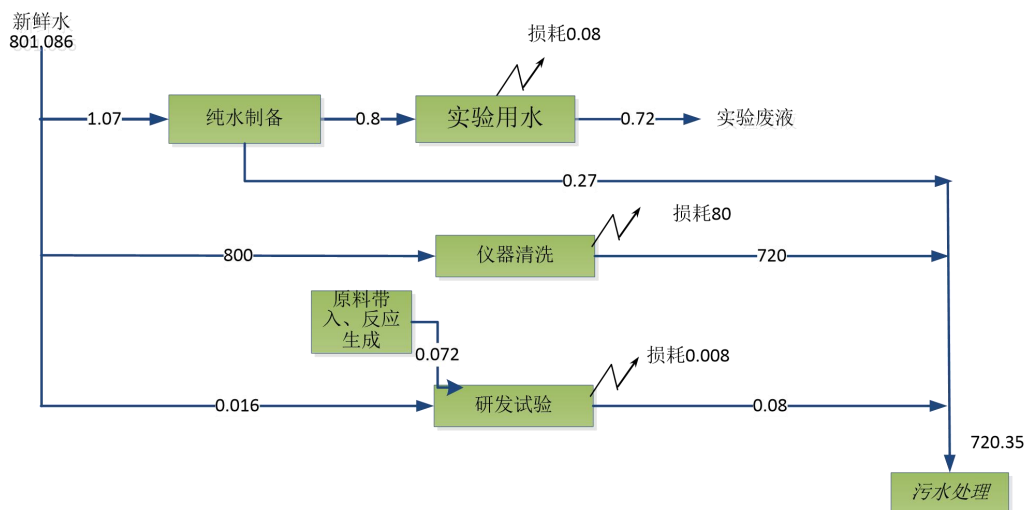 新鲜水
801.086
损耗0.08
1.07
纯水制备
0.8
实验用水
0.72
实验废液
0.27
损耗80
800
仪器清洗
720
原料带
入、反应
生成
0.072
损耗0.008
0.016
研发试验
0.08
720.35
污水处理